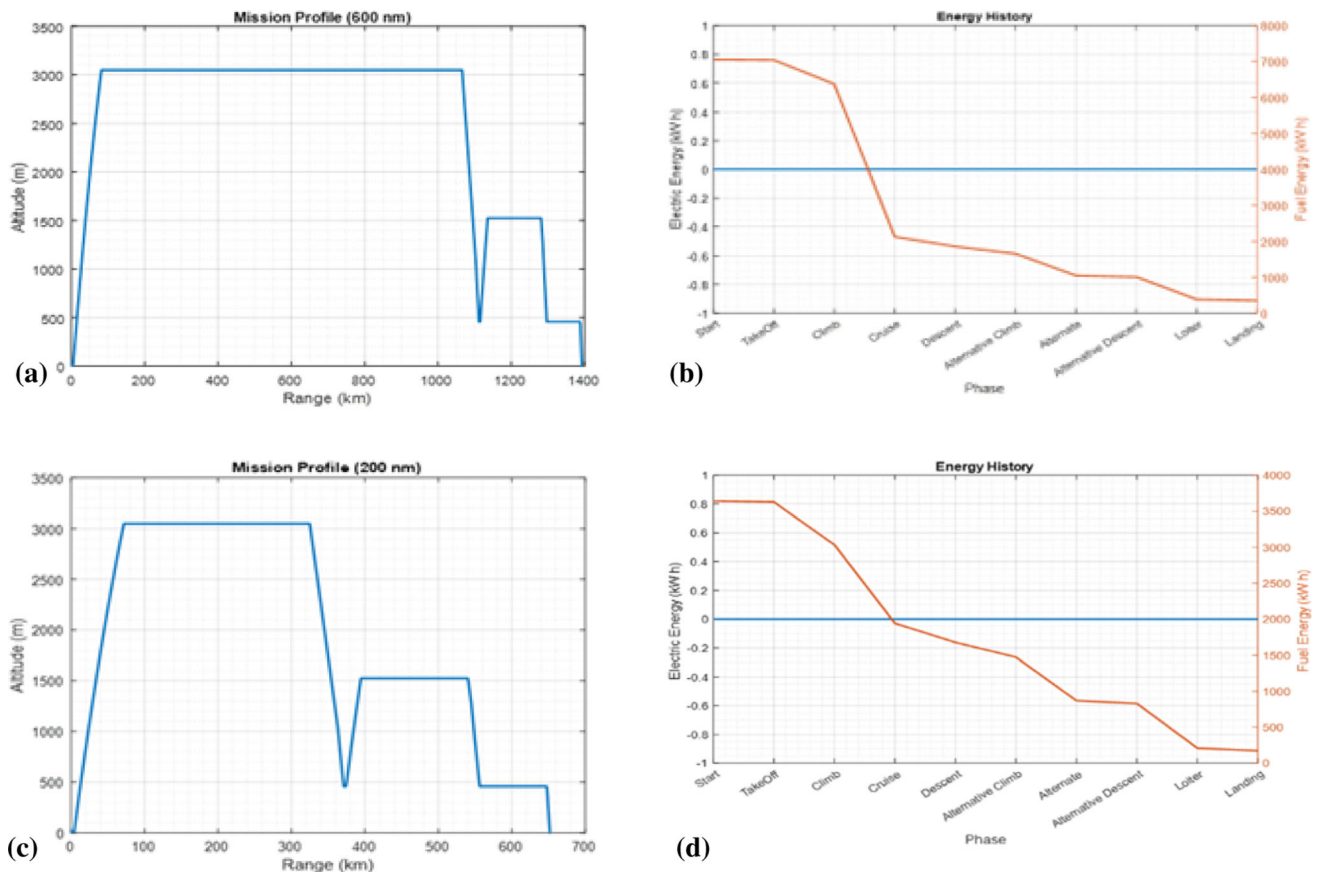 Mission Profile (600 nm)
3500
3000
2500
2000
1500
1000
500
0
Altitude (m)
0 200 400 600 800 1000 1200 1400
Range (km)
(a)
Energy History
1
0.8
0.6
0.4
0.2
0
-0.2
-0.4
-0.6
-0.8
-1
Electric Energy (kW h)
8000
7000
6000
5000
4000
3000
2000
1000
0
Fuel Energy (kW h)
Start TakeOff Climb Cruise Descent Alternative Climb Alternate Alternative Descent Loiter Landing
Phase
(b)
Mission Profile (200 nm)
3500
3000
2500
2000
1500
1000
500
0
Altitude (m)
0 100 200 300 400 500 600 700
Range (km)
(c)
Energy History
1
0.8
0.6
0.4
0.2
0
-0.2
-0.4
-0.6
-0.8
-1
Electric Energy (kW h)
4000
3500
3000
2500
2000
1500
1000
500
0
Fuel Energy (kW h)
Start TakeOff Climb Cruise Descent Alternative Climb Alternate Alternative Descent Loiter Landing
Phase
(d)